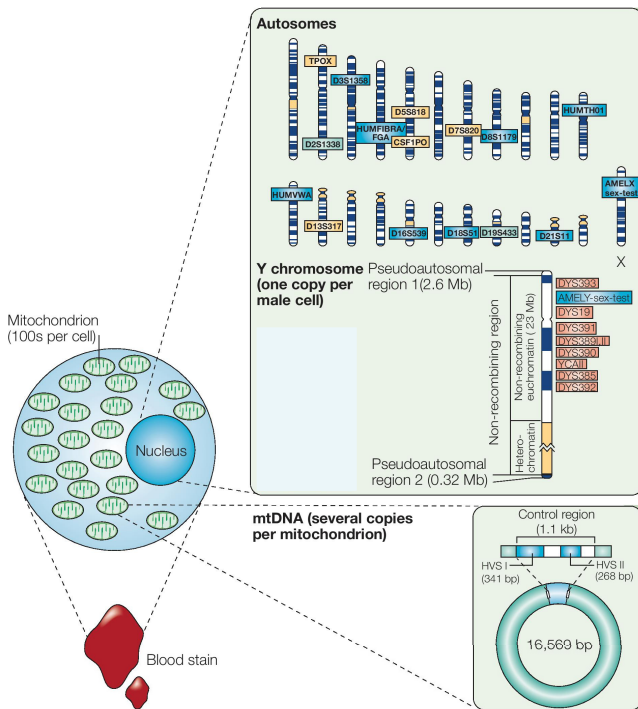 Autosomes
TPOX
D3S1358
D5S818
HUMTH01
D2S1338
HUMFIBRA/
FGA
CSF1PO
D7S820
D8S1179
HUMVWA
AMELX
sex-test
D13S317
D16S539
D18S51
D19S433
D21S11
X
Y chromosome
(one copy per
male cell)
Pseudoautosomal
region 1(2.6 Mb)
Non-recombining region
Non-recombining
euchromatin (23 Mb)
Hetero-
chromatin
DYS393
AMELY-sex-test
DYS19
DYS391
DYS389I,II
DYS390
YCAII
DYS385
DYS392
Pseudoautosomal
region 2 (0.32 Mb)
Mitochondrion
(100s per cell)
Nucleus
mtDNA (several copies
per mitochondrion)
Control region
(1.1 kb)
HVS I
(341 bp)
HVS II
(268 bp)
16,569 bp
Blood stain